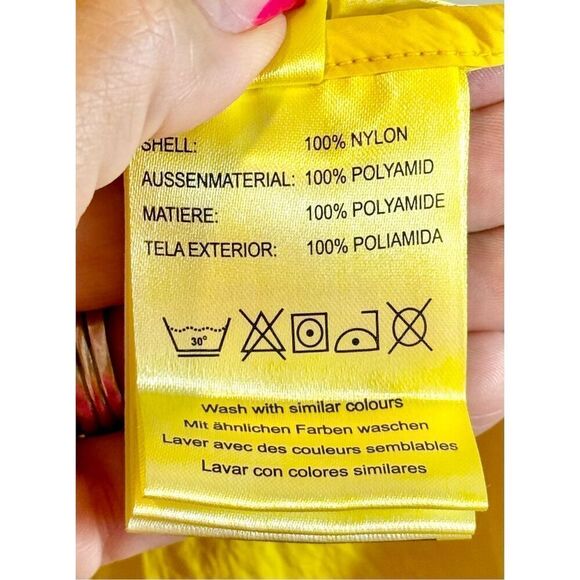 SHELL: 100% NYLON
AUSSENMATERIAL: 100% POLYAMID
MATIERE: 100% POLYAMIDE
TELA EXTERIOR: 100% POLIAMIDA
30°
Wash with similar colours
Mit ähnlichen Farben waschen
Laver avec des couleurs semblables
Lavar con colores similares